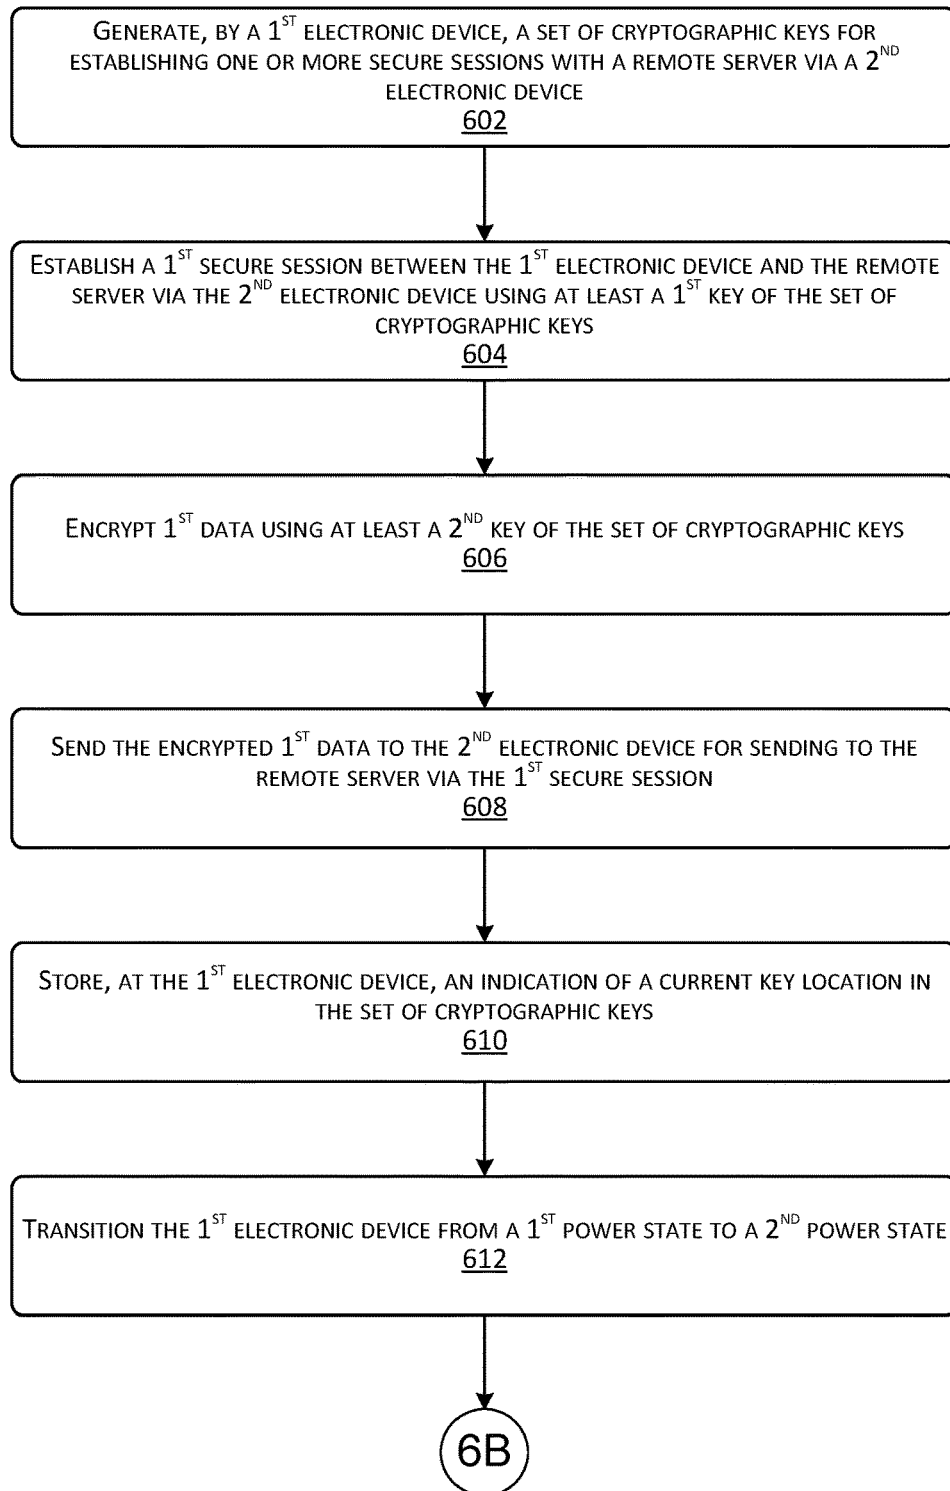 GENERATE, BY A 1ST ELECTRONIC DEVICE, A SET OF CRYPTOGRAPHIC KEYS FOR
ESTABLISHING ONE OR MORE SECURE SESSIONS WITH A REMOTE SERVER VIA A 2ND
ELECTRONIC DEVICE
602
ESTABLISH A 1ST SECURE SESSION BETWEEN THE 1ST ELECTRONIC DEVICE AND THE REMOTE
SERVER VIA THE 2ND ELECTRONIC DEVICE USING AT LEAST A 1ST KEY OF THE SET OF
CRYPTOGRAPHIC KEYS
604
ENCRYPT 1ST DATA USING AT LEAST A 2ND KEY OF THE SET OF CRYPTOGRAPHIC KEYS
606
SEND THE ENCRYPTED 1ST DATA TO THE 2ND ELECTRONIC DEVICE FOR SENDING TO THE
REMOTE SERVER VIA THE 1ST SECURE SESSION
608
STORE, AT THE 1ST ELECTRONIC DEVICE, AN INDICATION OF A CURRENT KEY LOCATION IN
THE SET OF CRYPTOGRAPHIC KEYS
610
TRANSITION THE 1ST ELECTRONIC DEVICE FROM A 1ST POWER STATE TO A 2ND POWER STATE
612
6B